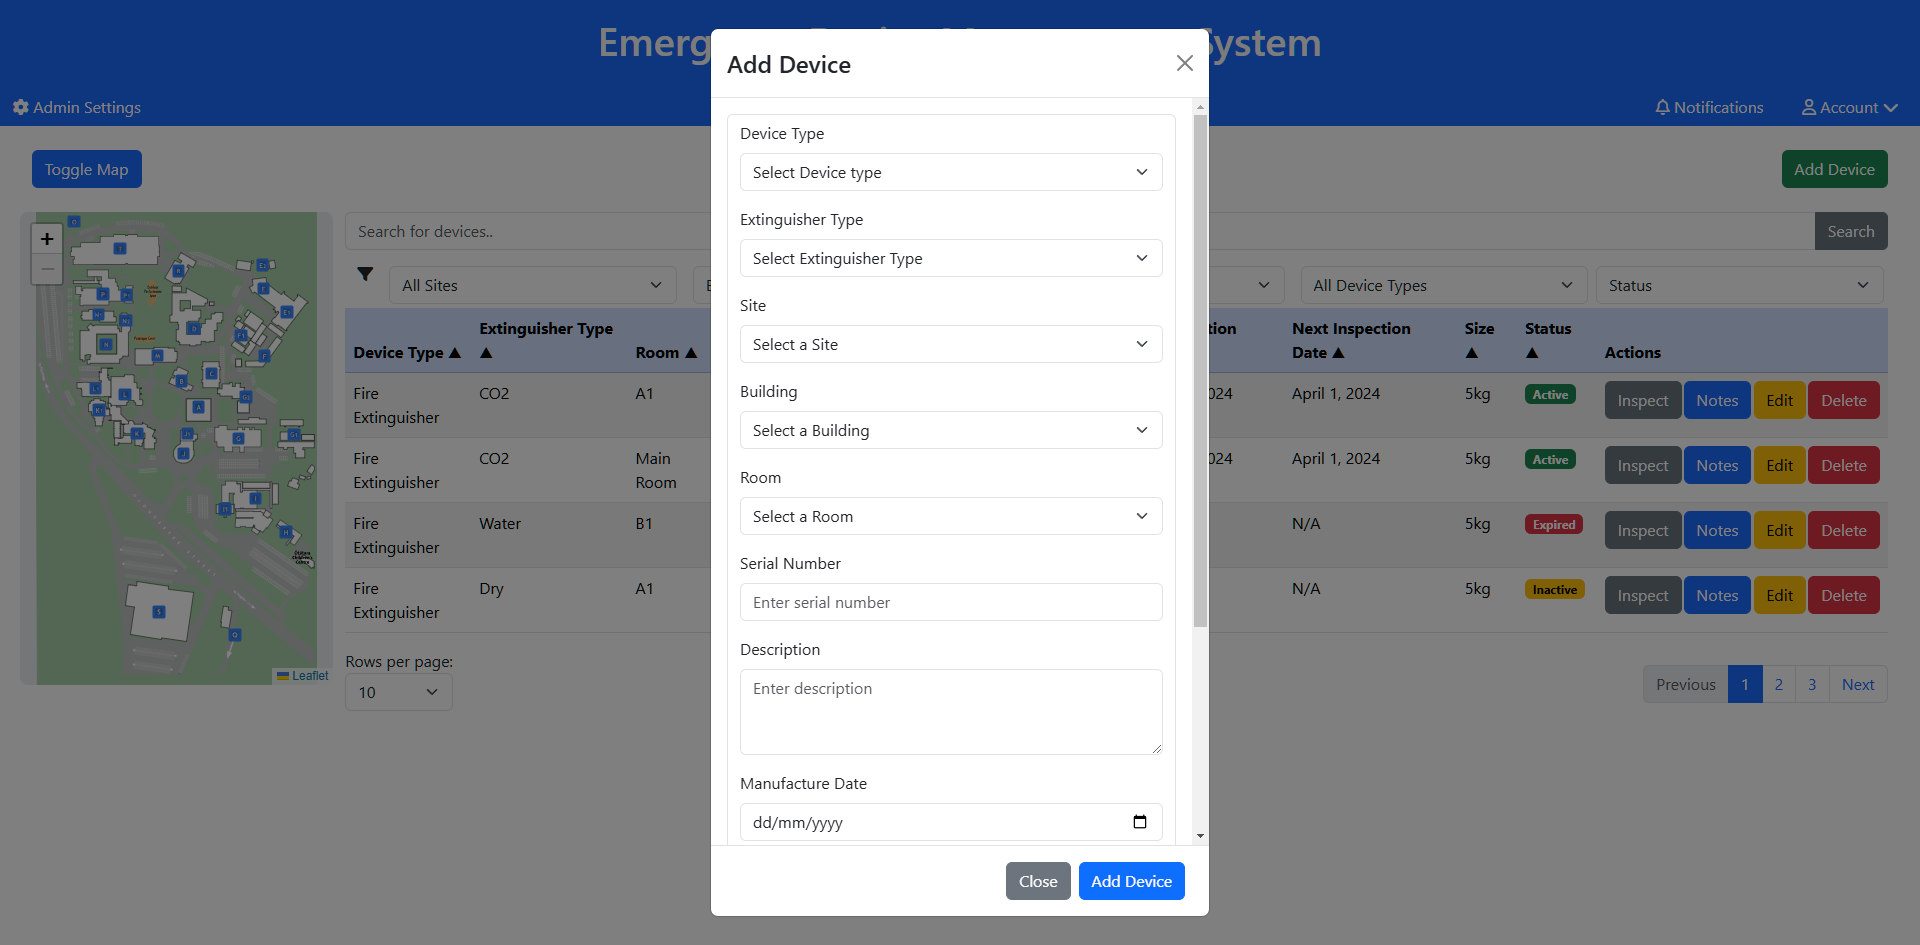 Emerg
System
Admin Settings
Notifications
Account
Toggle Map
Add Device
Leaflet
Search for devices..
Search
All Sites
All Device Types
Status
Device Type ▲
Extinguisher Type ▲
Room ▲
tion
Next Inspection Date ▲
Size ▲
Status ▲
Actions
Fire Extinguisher
CO2
A1
024
April 1, 2024
5kg
Active
Inspect
Notes
Edit
Delete
Fire Extinguisher
CO2
Main Room
024
April 1, 2024
5kg
Active
Inspect
Notes
Edit
Delete
Fire Extinguisher
Water
B1
N/A
5kg
Expired
Inspect
Notes
Edit
Delete
Fire Extinguisher
Dry
A1
N/A
5kg
Inactive
Inspect
Notes
Edit
Delete
Rows per page:
10
Previous
1
2
3
Next
Add Device
Device Type
Select Device type
Extinguisher Type
Select Extinguisher Type
Site
Select a Site
Building
Select a Building
Room
Select a Room
Serial Number
Enter serial number
Description
Enter description
Manufacture Date
dd/mm/yyyy
Close
Add Device